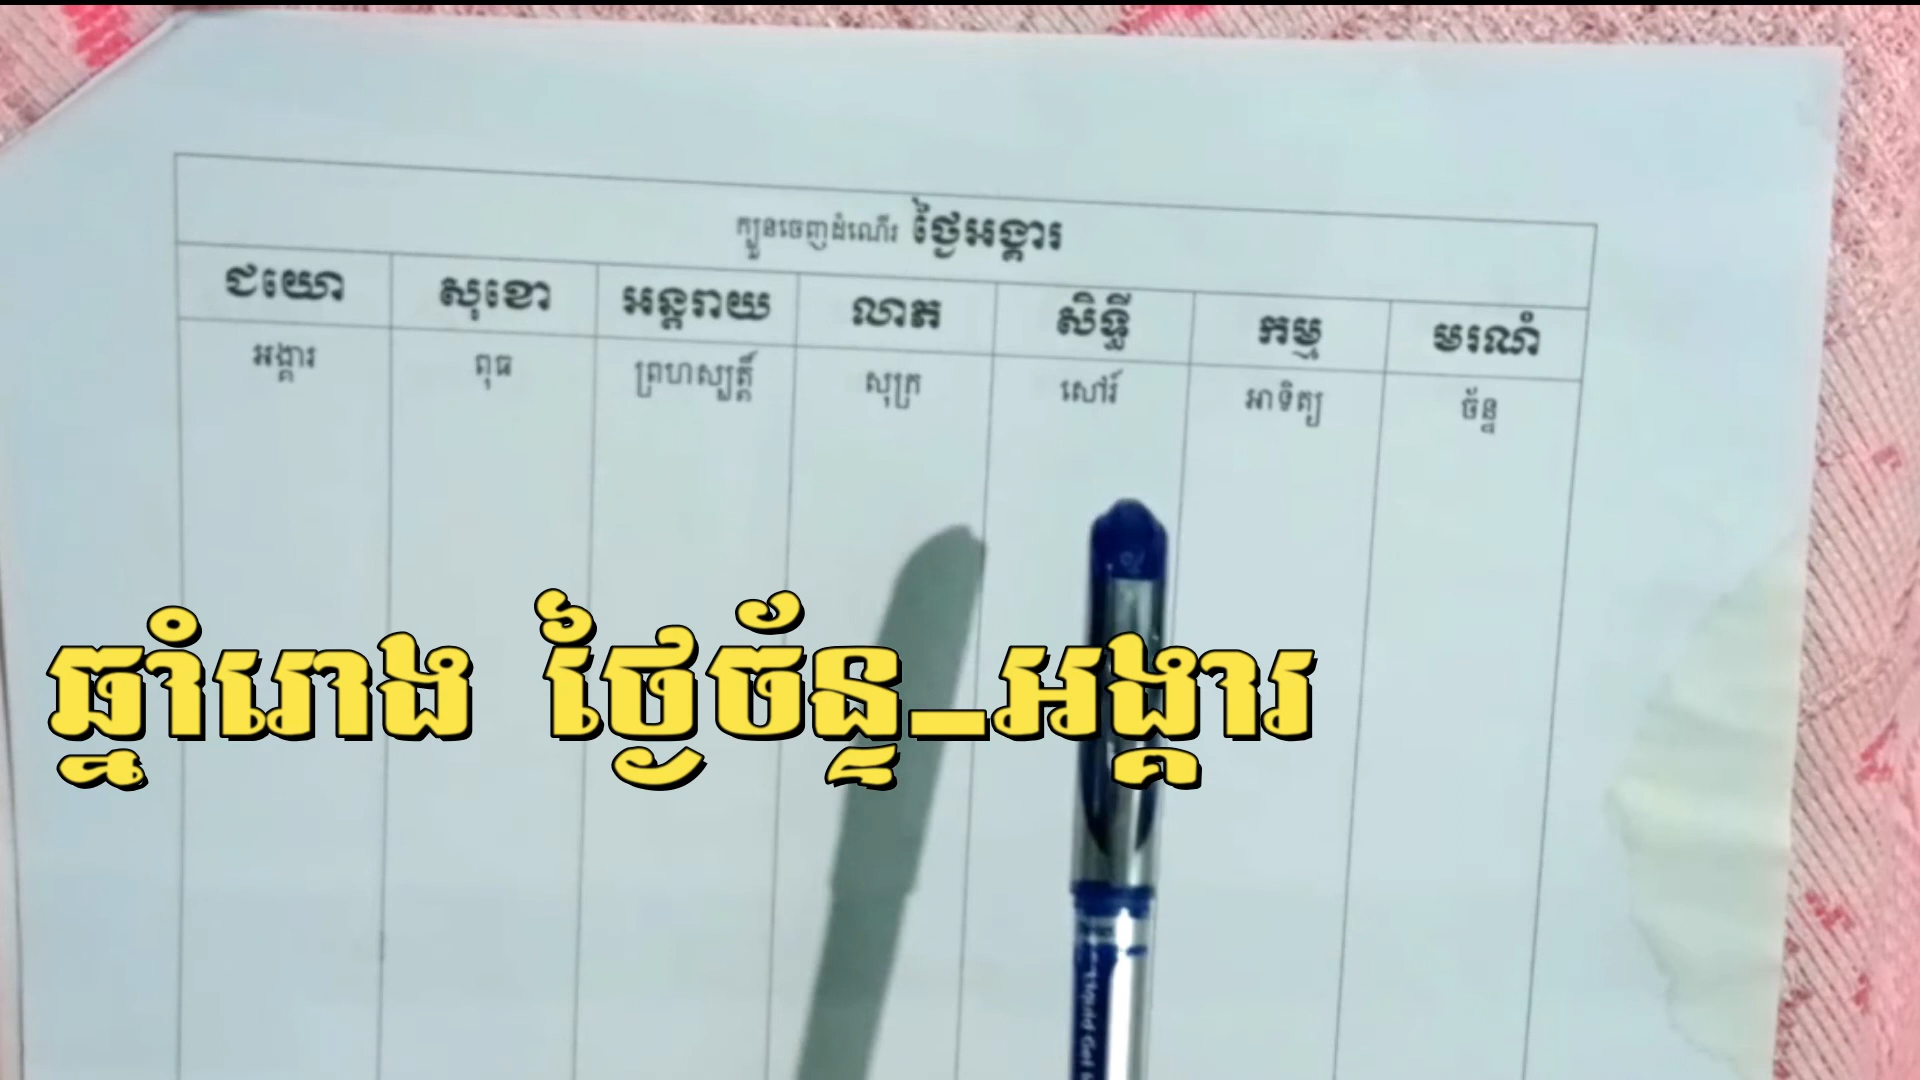 ក្បួនចេញដំណើរ ថ្ងៃអង្គារ
ជយោ សុខោ អន្តរាយ លាភ សិទ្ធី កម្ម មរណំ
អង្គារ ពុធ ព្រហស្បត្តិ៍ សុក្រ សៅរ៍ អាទិត្យ ច័ន្ទ
ឆ្នាំរោង ថ្ងៃច័ន្ទ_អង្គារ